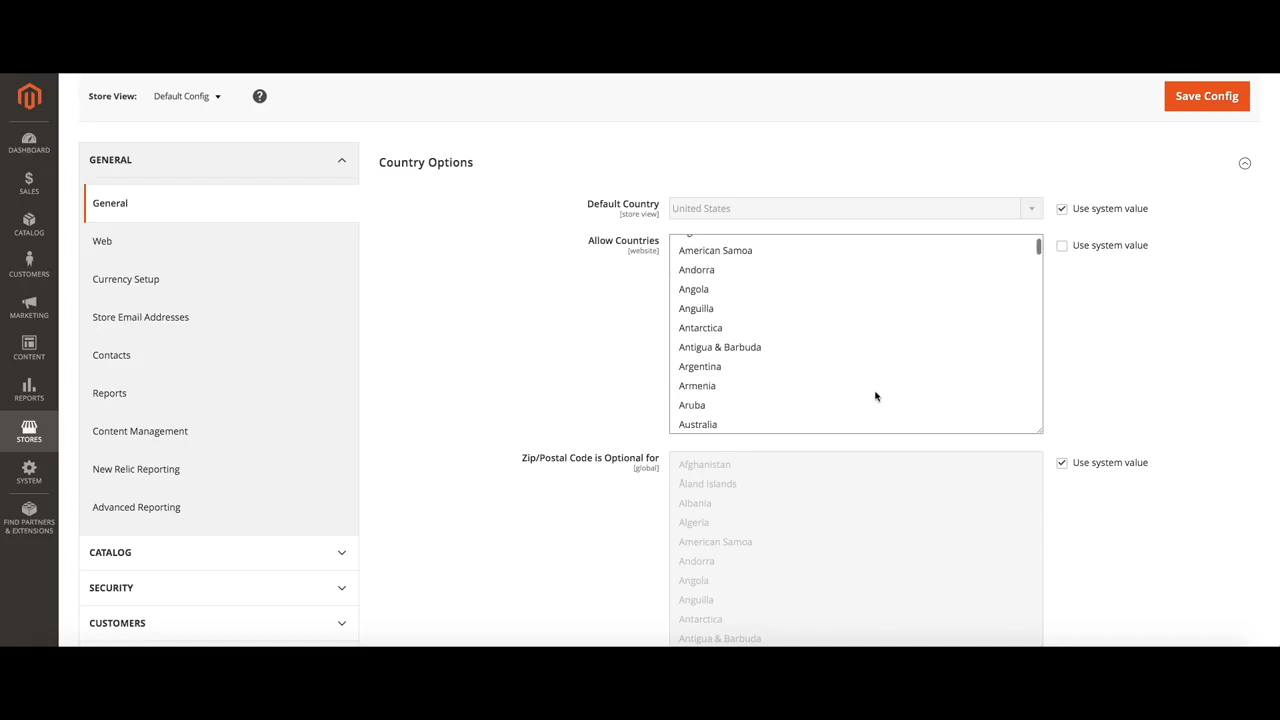 Store View: Default Config
Save Config
DASHBOARD
SALES
CATALOG
CUSTOMERS
MARKETING
CONTENT
REPORTS
STORES
SYSTEM
FIND PARTNERS
& EXTENSIONS
GENERAL
General
Web
Currency Setup
Store Email Addresses
Contacts
Reports
Content Management
New Relic Reporting
Advanced Reporting
CATALOG
SECURITY
CUSTOMERS
Country Options
Default Country
[store view]
United States
Use system value
Allow Countries
[website]
American Samoa
Andorra
Angola
Anguilla
Antarctica
Antigua & Barbuda
Argentina
Armenia
Aruba
Australia
Use system value
Zip/Postal Code is Optional for
[global]
Afghanistan
Åland Islands
Albania
Algeria
American Samoa
Andorra
Angola
Anguilla
Antarctica
Antigua & Barbuda
Use system value